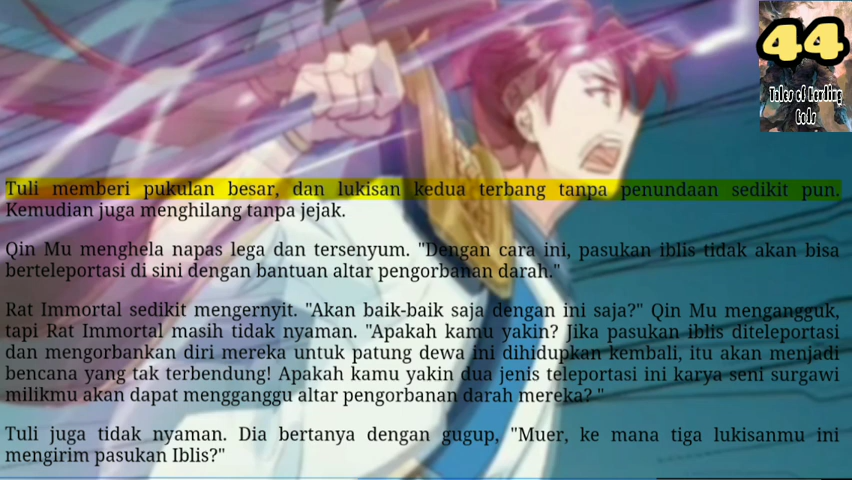 44
Tales of Herding
Gods
Tuli memberi pukulan besar, dan lukisan kedua terbang tanpa penundaan sedikit pun.
Kemudian juga menghilang tanpa jejak.
Qin Mu menghela napas lega dan tersenyum. "Dengan cara ini, pasukan iblis tidak akan bisa
berteleportasi di sini dengan bantuan altar pengorbanan darah."
Rat Immortal sedikit mengernyit. "Akan baik-baik saja dengan ini saja?" Qin Mu mengangguk,
tapi Rat Immortal masih tidak nyaman. "Apakah kamu yakin? Jika pasukan iblis diteleportasi
dan mengorbankan diri mereka untuk patung dewa ini dihidupkan kembali, itu akan menjadi
bencana yang tak terbendung! Apakah kamu yakin dua jenis teleportasi ini karya seni surgawi
milikmu akan dapat mengganggu altar pengorbanan darah mereka? "
Tuli juga tidak nyaman. Dia bertanya dengan gugup, "Muer, ke mana tiga lukisanmu ini
mengirim pasukan Iblis?"